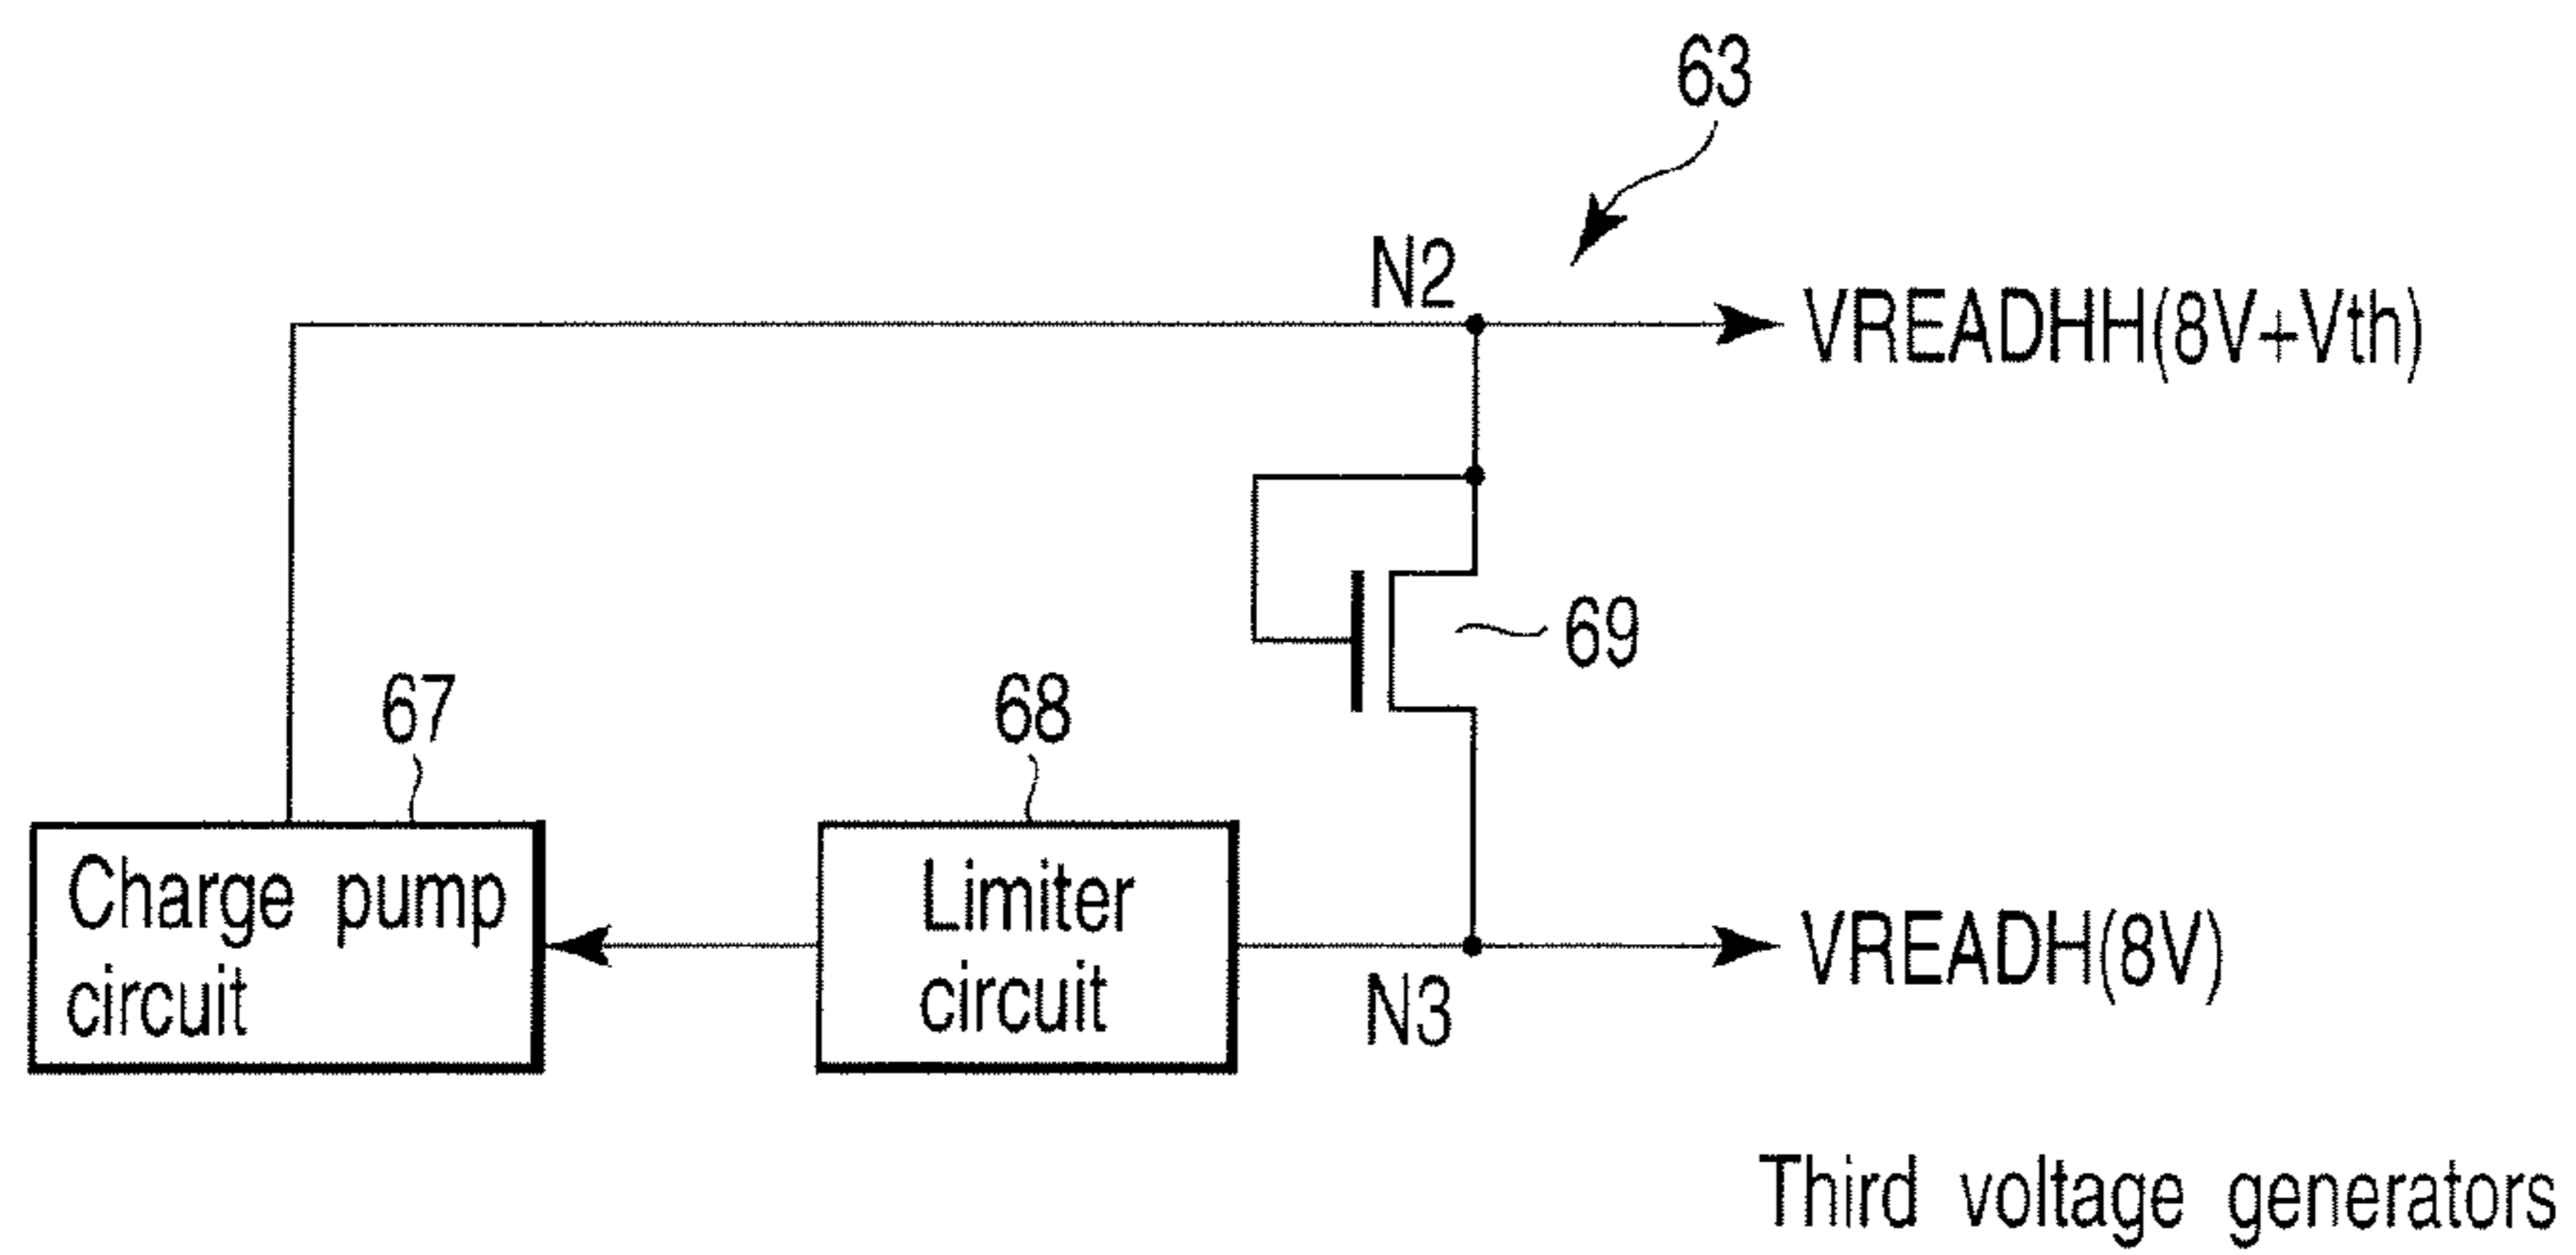 63
N2
VREADHH(8V+Vth)
69
67
68
Charge pump
circuit
Limiter
circuit
VREADH(8V)
N3
Third voltage generators